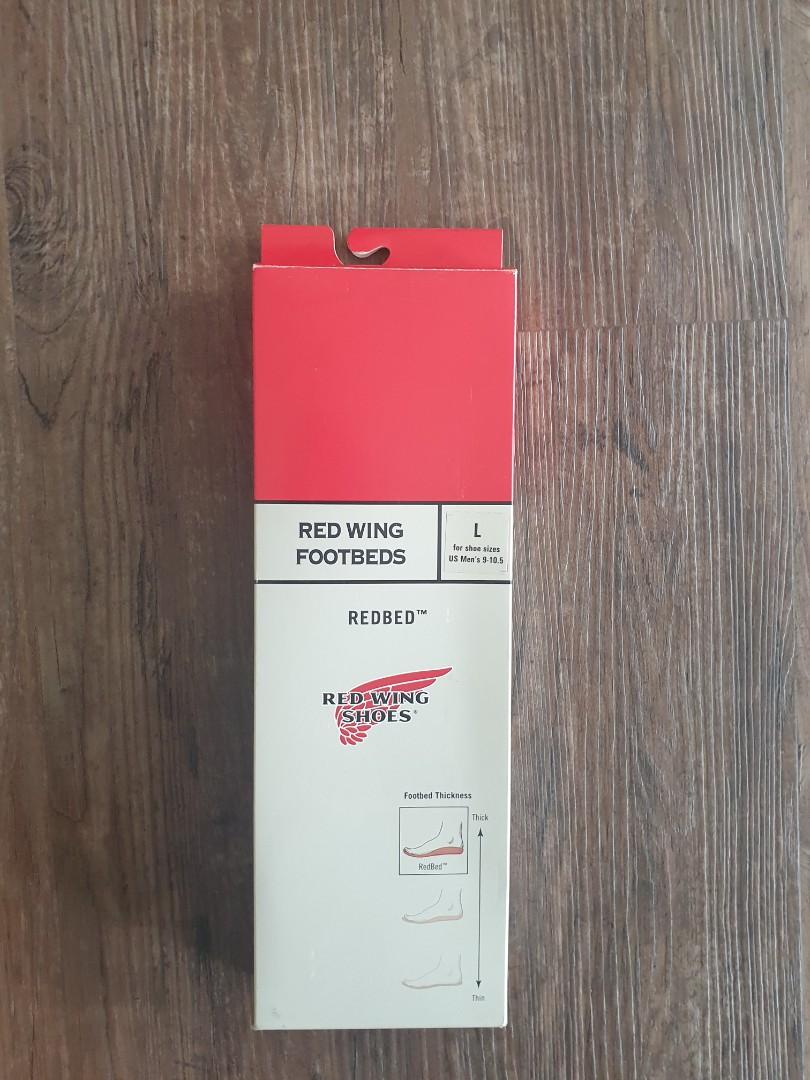 RED WING
FOOTBEDS
L
for shoe sizes
US Men's 9-10.5
REDBED™
RED WING
SHOES®
Footbed Thickness
Thick
RedBed™
Thin